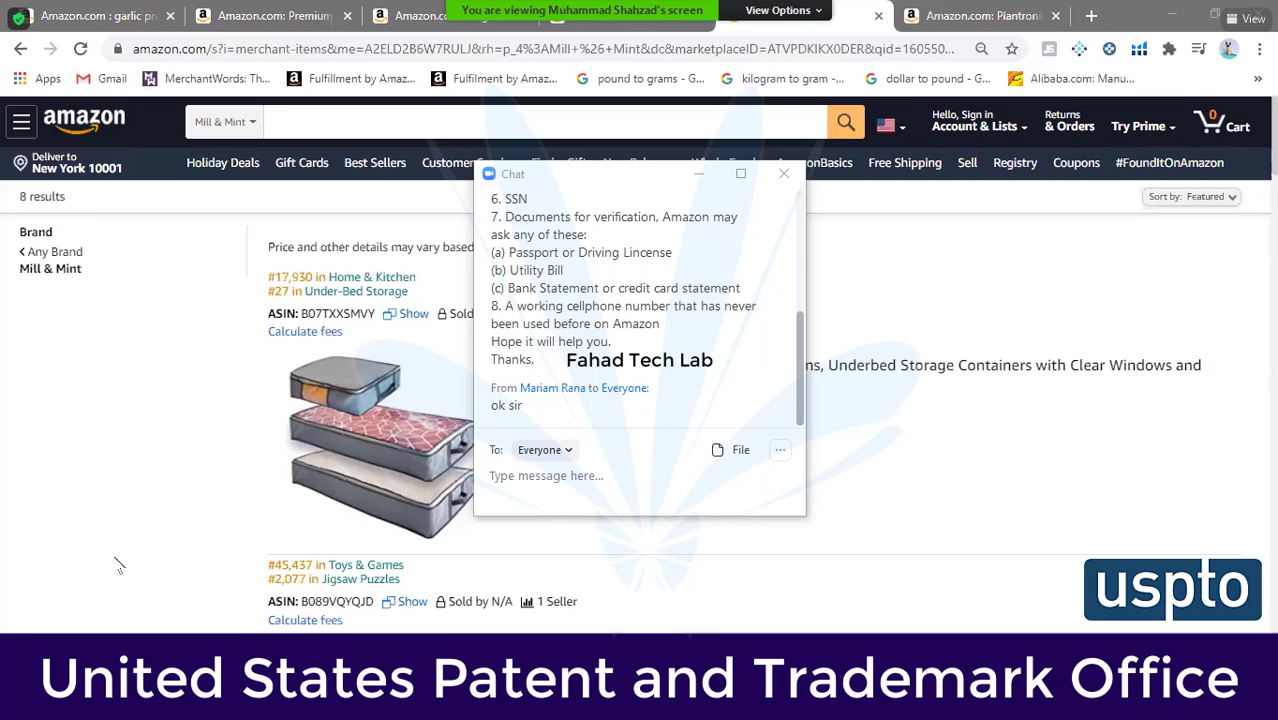 Amazon.com : garlic pr
Amazon.com: Premium
Amazon.co
You are viewing Muhammad Shahzad's screen
View Options
Amazon.com: Plantronic
View
amazon.com/s?i=merchant-items&me=A2ELD2B6W7RULJ&rh=p_4%3AMill+%26+Mint&dc&marketplaceID=ATVPDKIKX0DER&qid=160550...
Apps
Gmail
MerchantWords: Th...
Fulfillment by Amaz...
Fulfilment by Amaz...
pound to grams - G...
kilogram to gram -...
dollar to pound - G...
Alibaba.com: Manu...
amazon
Mill & Mint
Hello, Sign in
Account & Lists
Returns
& Orders
Try Prime
0
Cart
Deliver to
New York 10001
Holiday Deals
Gift Cards
Best Sellers
Custome
AmazonBasics
Free Shipping
Sell
Registry
Coupons
#FoundItOnAmazon
8 results
Sort by: Featured
Brand
Any Brand
Mill & Mint
Price and other details may vary based
#17,930 in Home & Kitchen
#27 in Under-Bed Storage
ASIN: B07TXXSMVY Show Sold
Calculate fees
ns, Underbed Storage Containers with Clear Windows and
Chat
6. SSN
7. Documents for verification, Amazon may
ask any of these:
(a) Passport or Driving Lincense
(b) Utility Bill
(c) Bank Statement or credit card statement
8. A working cellphone number that has never
been used before on Amazon
Hope it will help you.
Thanks,
Fahad Tech Lab
From Mariam Rana to Everyone:
ok sir
To: Everyone
File
Type message here...
#45,437 in Toys & Games
#2,077 in Jigsaw Puzzles
ASIN: B089VQYQJD Show Sold by N/A 1 Seller
Calculate fees
uspto
United States Patent and Trademark Office